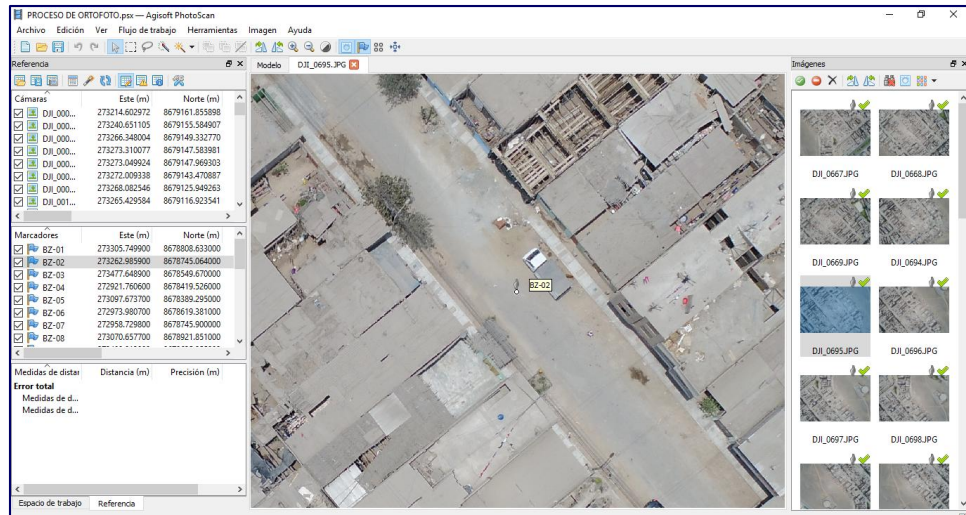 PROCESO DE ORTOFOTO.psx — Agisoft PhotoScan
Archivo Edición Ver Flujo de trabajo Herramientas Imagen Ayuda
Referencia
Modelo DJI_0695.JPG
Imágenes
Cámaras Este (m) Norte (m)
DJI_000... 273214.602972 8679161.855898
DJI_000... 273240.651105 8679155.584907
DJI_000... 273266.348004 8679149.332770
DJI_000... 273273.310077 8679147.583981
DJI_000... 273273.049924 8679147.969303
DJI_000... 273272.009338 8679143.470887
DJI_000... 273268.082546 8679125.949263
DJI_001... 273265.429584 8679116.923541
Marcadores Este (m) Norte (m)
BZ-01 273305.749900 8678808.633000
BZ-02 273262.985900 8678745.064000
BZ-03 273477.648900 8678549.670000
BZ-04 272921.760600 8678419.526000
BZ-05 273097.673700 8678389.295000
BZ-06 272973.980700 8678619.381000
BZ-07 272958.729800 8678745.900000
BZ-08 273070.657700 8678921.851000
Medidas de distar Distancia (m) Precisión (m)
Error total
Medidas de d...
Medidas de d...
Espacio de trabajo Referencia
BZ-02
DJI_0667.JPG DJI_0668.JPG
DJI_0669.JPG DJI_0694.JPG
DJI_0695.JPG DJI_0696.JPG
DJI_0697.JPG DJI_0698.JPG